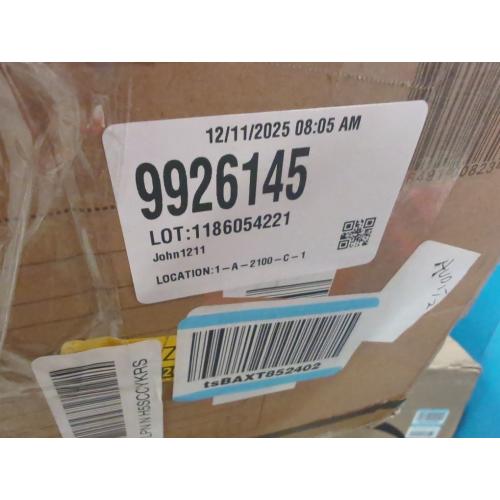 12/11/2025 08:05 AM
9926145
LOT:1186054221
John1211
LOCATION:1-A-2100-C-1
tsBAXT852402